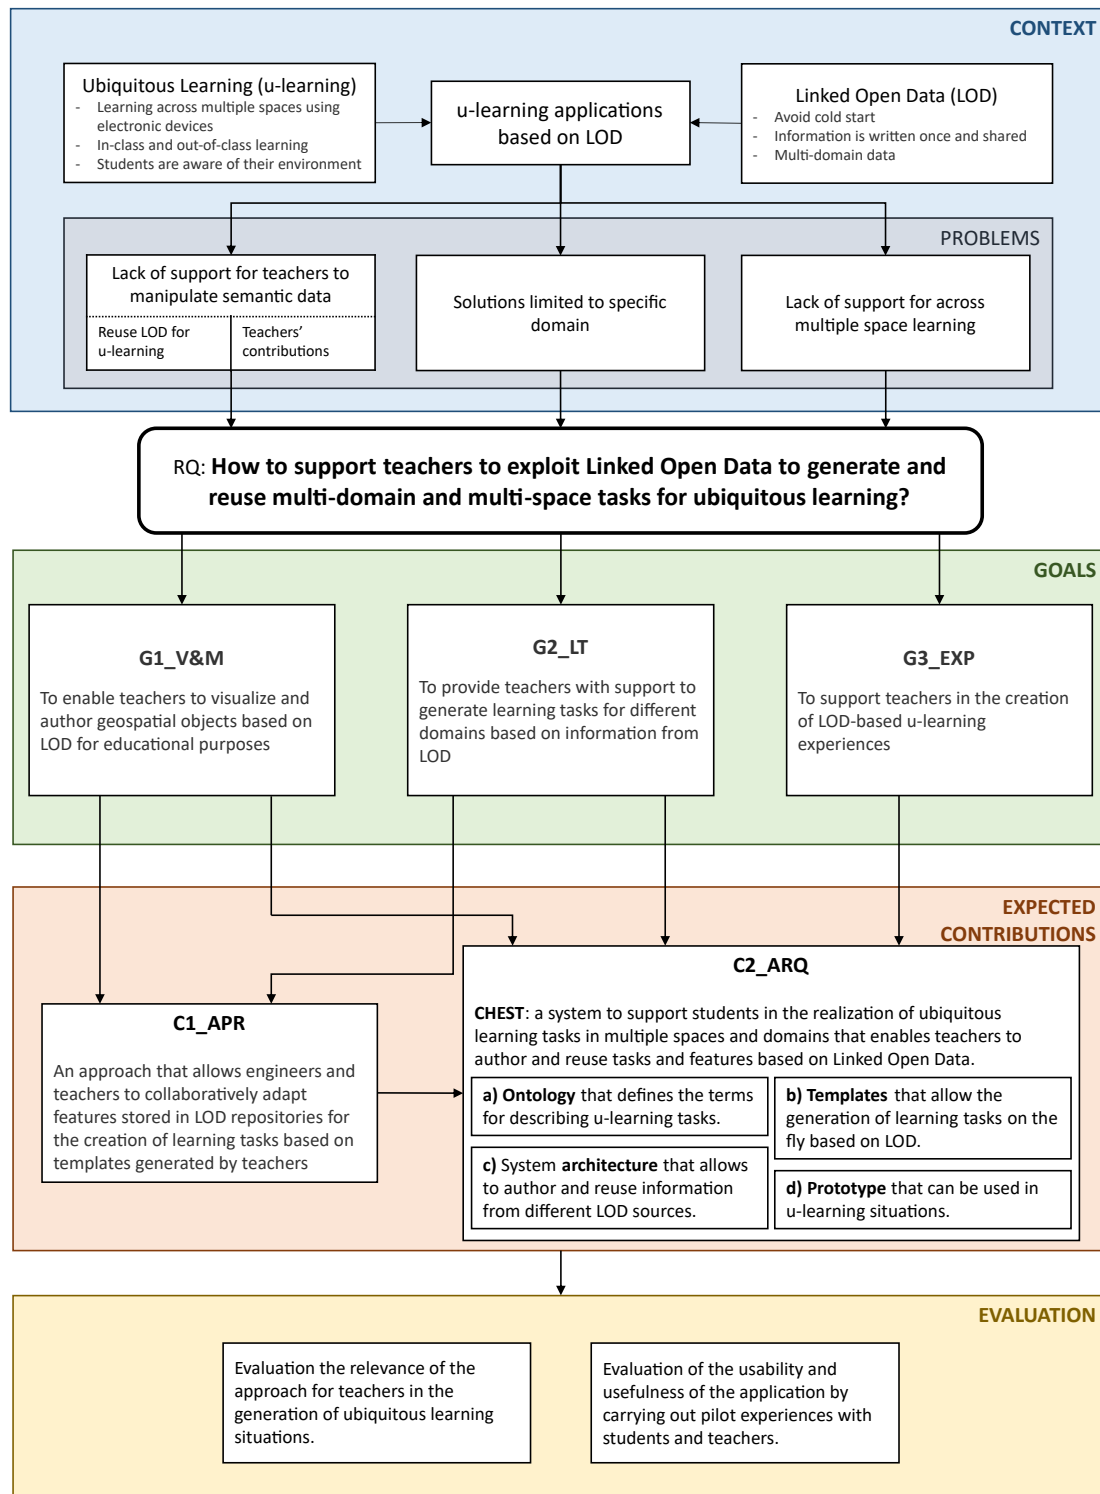 CONTEXT
Ubiquitous Learning (u-learning)
- Learning across multiple spaces using
electronic devices
- In-class and out-of-class learning
- Students are aware of their environment
u-learning applications
based on LOD
Linked Open Data (LOD)
- Avoid cold start
- Information is written once and shared
- Multi-domain data
PROBLEMS
Lack of support for teachers to
manipulate semantic data
Reuse LOD for
u-learning
Teachers'
contributions
Solutions limited to specific
domain
Lack of support for across
multiple space learning
RQ: How to support teachers to exploit Linked Open Data to generate and
reuse multi-domain and multi-space tasks for ubiquitous learning?
GOALS
G1_V&M
To enable teachers to visualize and
author geospatial objects based on
LOD for educational purposes
G2_LT
To provide teachers with support to
generate learning tasks for different
domains based on information from
LOD
G3_EXP
To support teachers in the creation
of LOD-based u-learning
experiences
EXPECTED
CONTRIBUTIONS
C1_APR
An approach that allows engineers and
teachers to collaboratively adapt
features stored in LOD repositories for
the creation of learning tasks based on
templates generated by teachers
C2_ARQ
CHEST: a system to support students in the realization of ubiquitous
learning tasks in multiple spaces and domains that enables teachers to
author and reuse tasks and features based on Linked Open Data.
a) Ontology that defines the terms
for describing u-learning tasks.
b) Templates that allow the
generation of learning tasks on the
fly based on LOD.
c) System architecture that allows
to author and reuse information
from different LOD sources.
d) Prototype that can be used in
u-learning situations.
EVALUATION
Evaluation the relevance of the
approach for teachers in the
generation of ubiquitous learning
situations.
Evaluation of the usability and
usefulness of the application by
carrying out pilot experiences with
students and teachers.